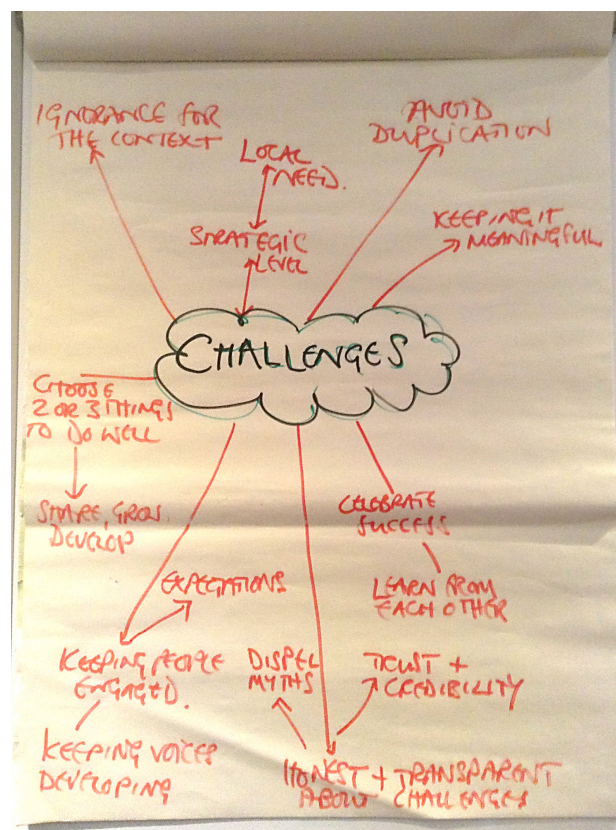 IGNORANCE FOR
THE CONTEXT
LOCAL
NEED.
AVOID
DUPLICATION
STRATEGIC
LEVEL
KEEPING IT
MEANINGFUL
CHALLENGES
CHOOSE
2 OR 3 THINGS
TO DO WELL
SHARE, GROW,
DEVELOP
CELEBRATE
SUCCESS
LEARN FROM
EACH OTHER
EXPECTATIONS
KEEPING PEOPLE
ENGAGED.
KEEPING VOICES
DEVELOPING
DISPEL
MYTHS
TRUST +
CREDIBILITY
HONEST + TRANSPARENT
ABOUT CHALLENGES